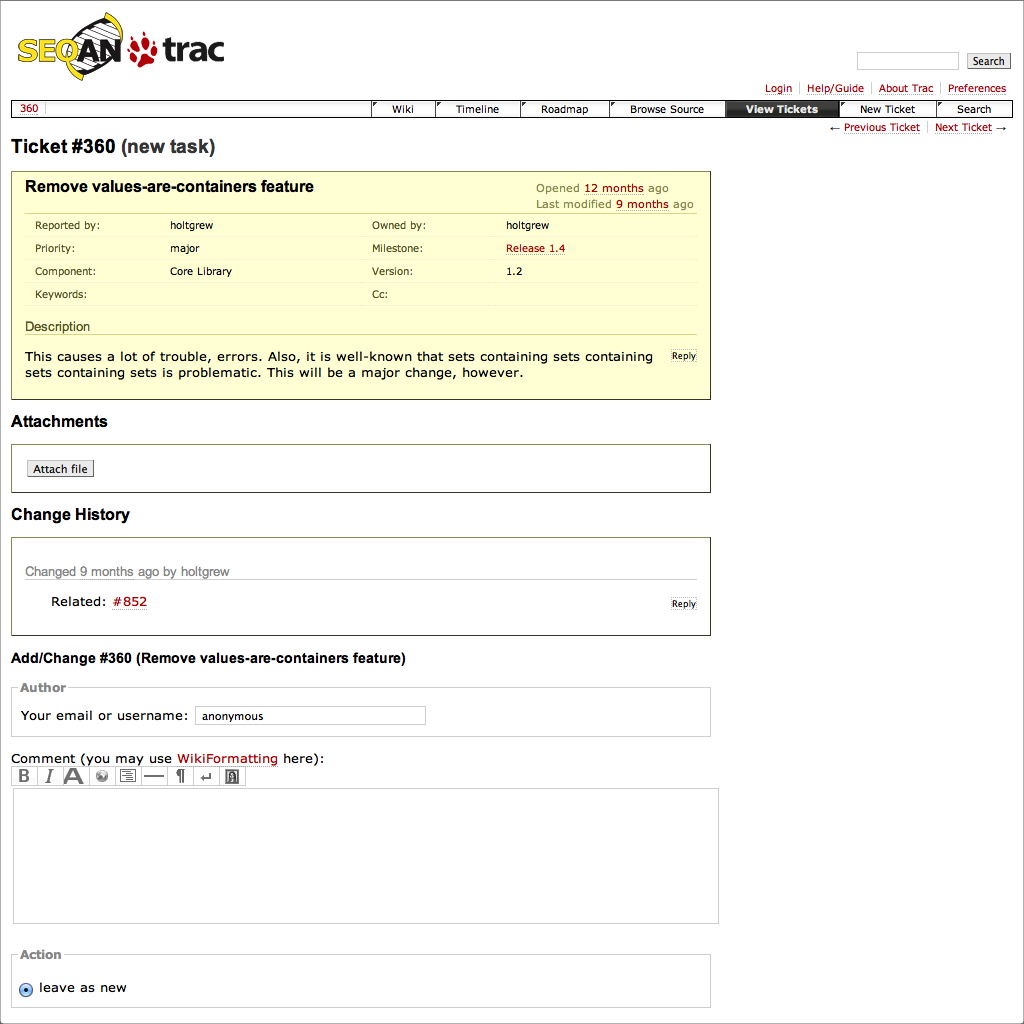 SEQAN trac
Search
Login Help/Guide About Trac Preferences
360 Wiki Timeline Roadmap Browse Source View Tickets New Ticket Search
← Previous Ticket Next Ticket →
Ticket #360 (new task)
Remove values-are-containers feature
Opened 12 months ago
Last modified 9 months ago
Reported by: holtgrew Owned by: holtgrew
Priority: major Milestone: Release 1.4
Component: Core Library Version: 1.2
Keywords: Cc:
Description
This causes a lot of trouble, errors. Also, it is well-known that sets containing sets containing Reply
sets containing sets is problematic. This will be a major change, however.
Attachments
Attach file
Change History
Changed 9 months ago by holtgrew
Related: #852 Reply
Add/Change #360 (Remove values-are-containers feature)
Author
Your email or username: anonymous
Comment (you may use WikiFormatting here):
B I A ¶ ↵
Action
leave as new